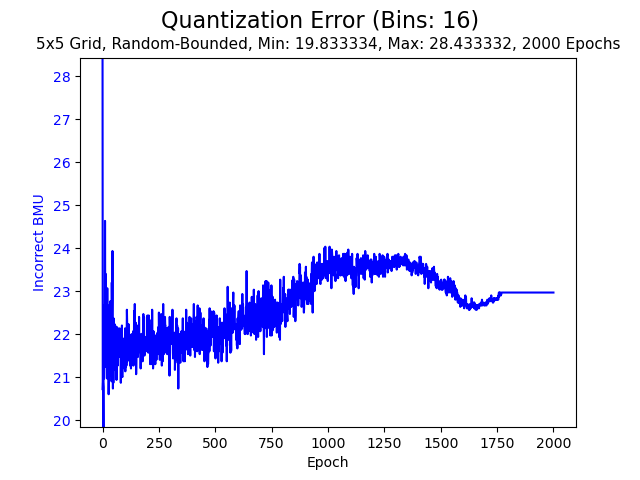 Quantization Error (Bins: 16)
5x5 Grid, Random-Bounded, Min: 19.833334, Max: 28.433332, 2000 Epochs
28
27
26
25
24
23
22
21
20
Incorrect BMU
0 250 500 750 1000 1250 1500 1750 2000
Epoch